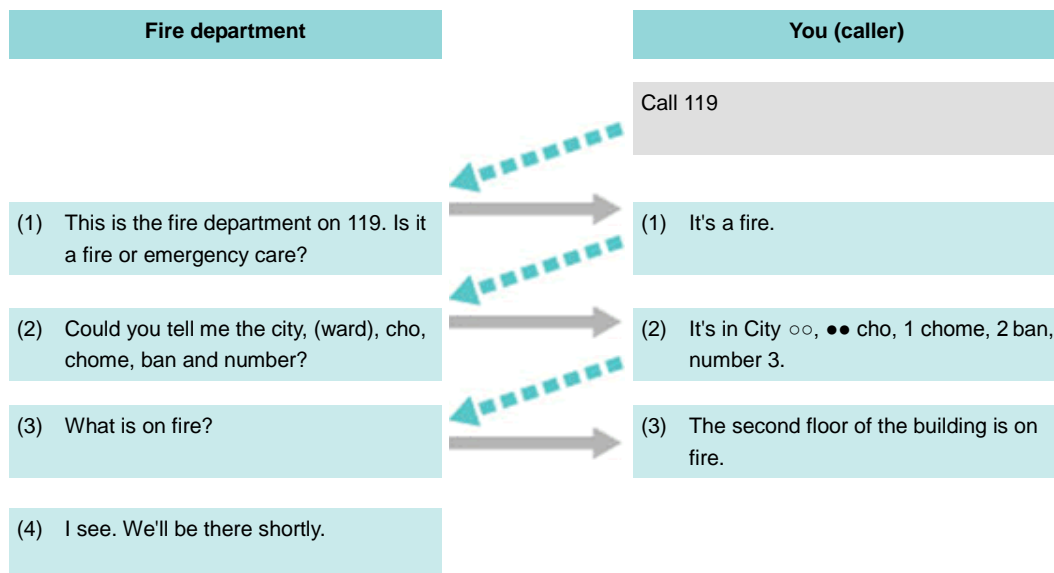 Fire department
You (caller)
Call 119
(1) This is the fire department on 119. Is it
a fire or emergency care?
(1) It's a fire.
(2) Could you tell me the city, (ward), cho,
chome, ban and number?
(2) It's in City ○○, ●● cho, 1 chome, 2 ban,
number 3.
(3) What is on fire?
(3) The second floor of the building is on
fire.
(4) I see. We'll be there shortly.